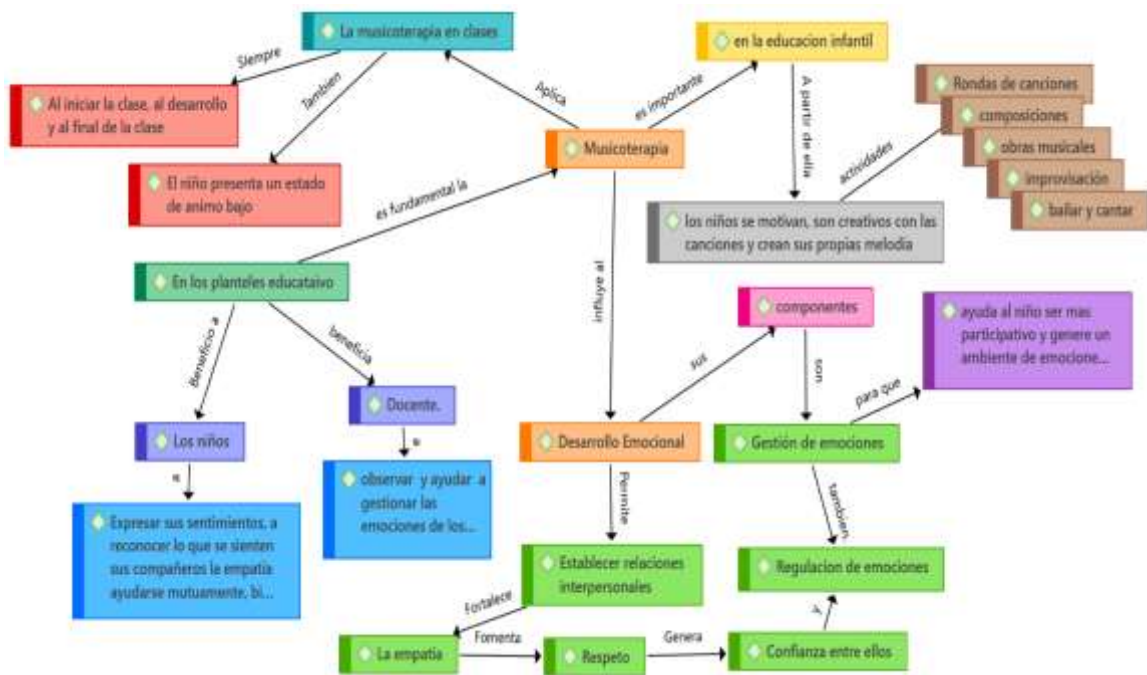 La musicoterapia en clases
en la educacion infantil
Siempre
Tambien
Aplica
es importante
A partir de ella
Rondas de canciones
composiciones
obras musicales
improvisación
bailar y cantar
actividades
Al iniciar la clase, al desarrollo
y al final de la clase
Musicoterapia
El niño presenta un estado
de animo bajo
es fundamental la
los niños se motivan, son creativos con las
canciones y crean sus propias melodia
En los planteles educataivo
influye al
componentes
ayuda al niño ser mas
participativo y genere un
ambiente de emocione...
Beneficio a
beneficia
sus
son
para que
Docente.
Los niños
a
a
Desarrollo Emocional
Gestión de emociones
observar y ayudar a
gestionar las
emociones de los...
Permite
tambien
Expresar sus sentimientos, a
reconocer lo que se sienten
sus compañeros la empatia
ayudarse mutuamente, bi...
Establecer relaciones
interpersonales
Regulacion de emociones
Fortalece
Fomenta
Genera
y
La empatia
Respeto
Confianza entre ellos